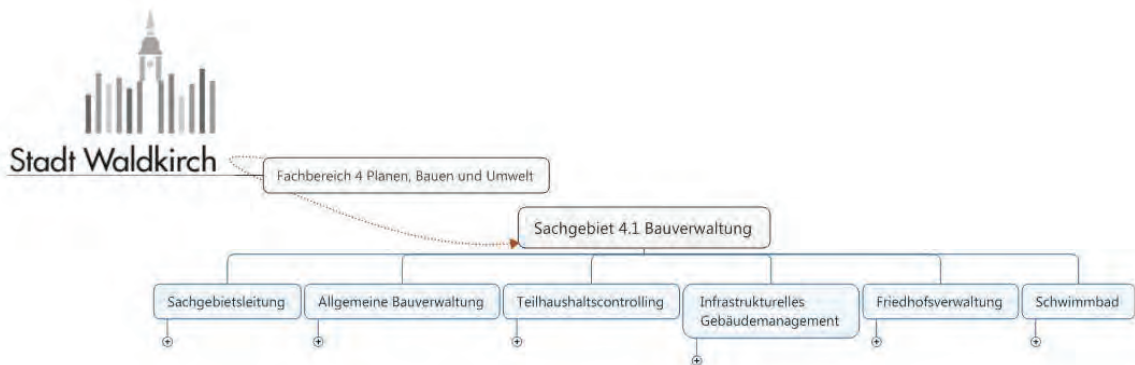 Stadt Waldkirch
Fachbereich 4 Planen, Bauen und Umwelt
Sachgebiet 4.1 Bauverwaltung
Sachgebietsleitung
Allgemeine Bauverwaltung
Teilhaushaltscontrolling
Infrastrukturelles
Gebäudemanagement
Friedhofsverwaltung
Schwimmbad